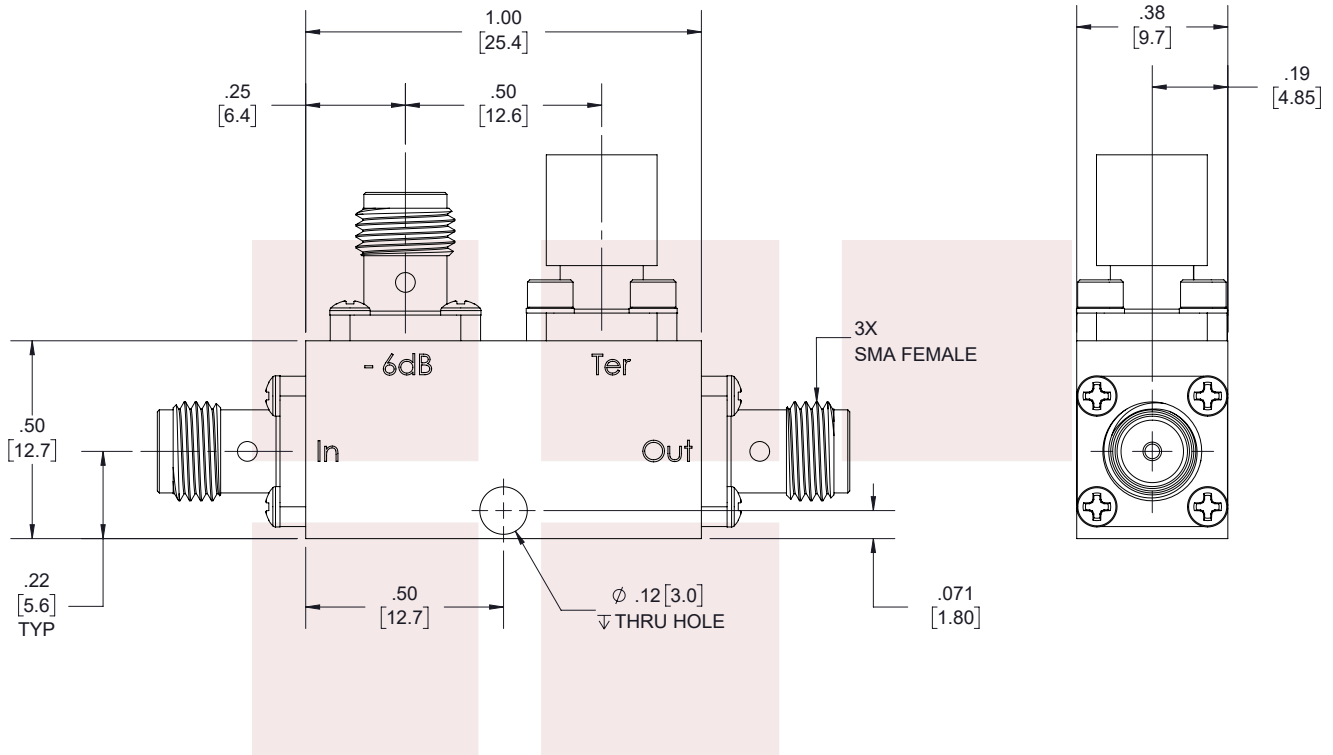 1.00
[25.4]
.38
[9.7]
.25
[6.4]
.50
[12.6]
.19
[4.85]
3X
SMA FEMALE
- 6dB
Ter
.50
[12.7]
In
Out
.22
[5.6]
TYP
.50
[12.7]
⌀ .12 [3.0]
↧ THRU HOLE
.071
[1.80]